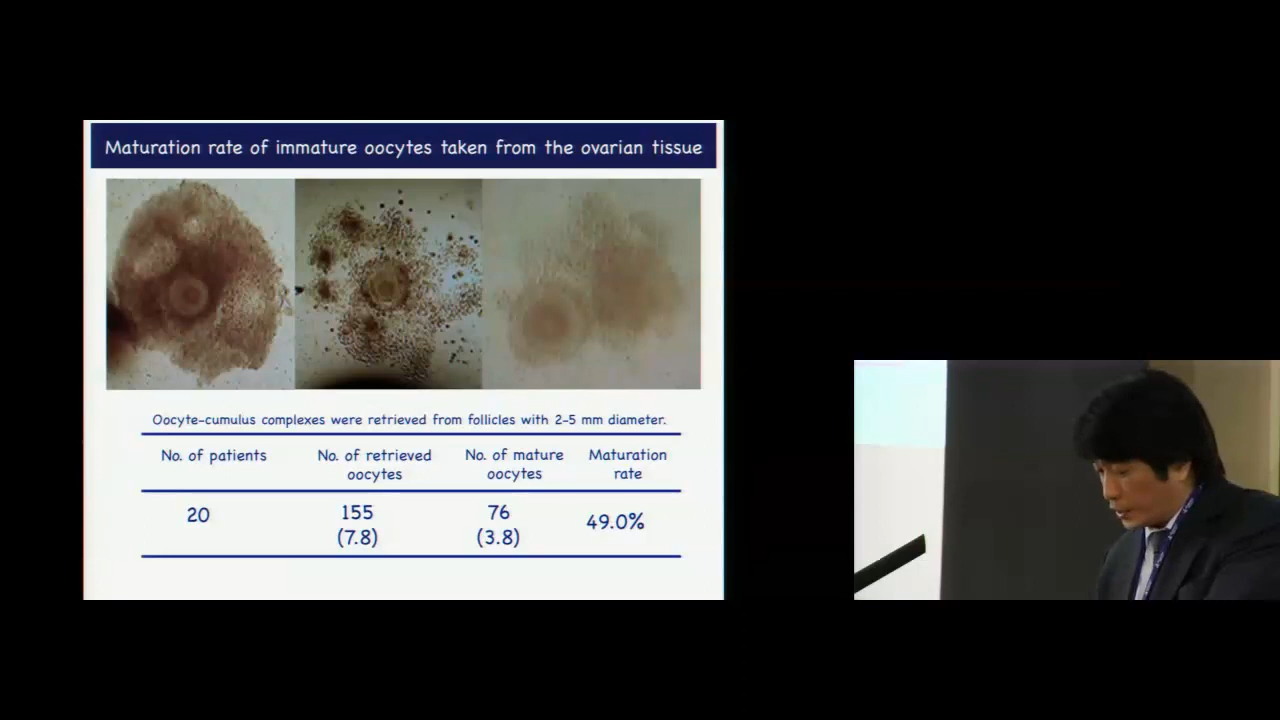 Maturation rate of immature oocytes taken from the ovarian tissue
Oocyte-cumulus complexes were retrieved from follicles with 2-5 mm diameter.
No. of patients
No. of retrieved
oocytes
No. of mature
oocytes
Maturation
rate
20
155
(7.8)
76
(3.8)
49.0%